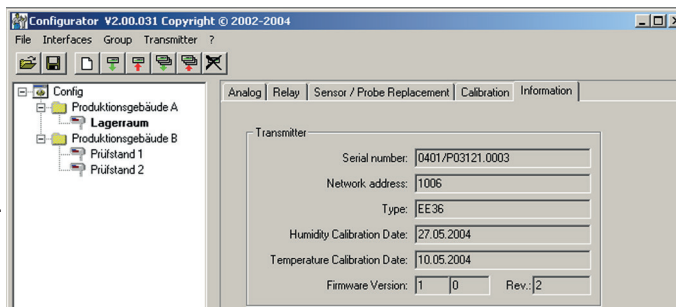 Configurator V2.00.031 Copyright © 2002-2004
File Interfaces Group Transmitter ?
Config
Produktionsgebäude A
Lagerraum
Produktionsgebäude B
Prüfstand 1
Prüfstand 2
Analog Relay Sensor / Probe Replacement Calibration Information
Transmitter
Serial number: 0401/P03121.0003
Network address: 1006
Type: EE36
Humidity Calibration Date: 27.05.2004
Temperature Calibration Date: 10.05.2004
Firmware Version: 1 0 Rev.: 2